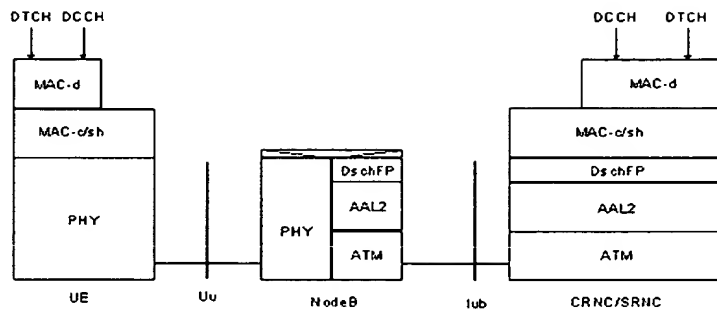 DTCH DCCH
DCCH DTCH
MAC-d
MAC-d
MAC-c/sh
MAC-c/sh
DschFP
DschFP
PHY
AAL2
AAL2
PHY
ATM
ATM
UE
Uu
NodeB
Iub
CRNC/SRNC